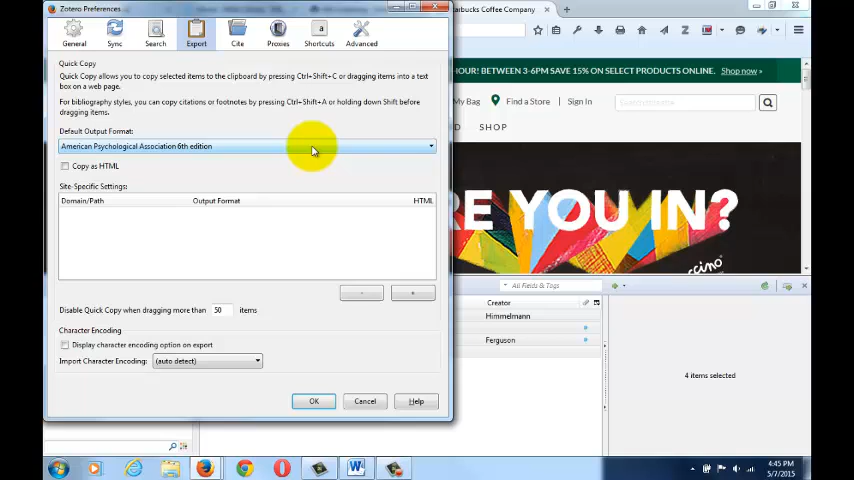 Zotero Preferences
rbucks Coffee Company
General
Sync
Search
Export
Cite
Proxies
Shortcuts
Advanced
Quick Copy
Quick Copy allows you to copy selected items to the clipboard by pressing Ctrl+Shift+C or dragging items into a text
box on a web page.
For bibliography styles, you can copy citations or footnotes by pressing Ctrl+Shift+A or holding down Shift before
dragging items.
Default Output Format:
American Psychological Association 6th edition
Copy as HTML
Site-Specific Settings:
Domain/Path Output Format HTML
- +
Disable Quick Copy when dragging more than 50 items
Character Encoding
Display character encoding option on export
Import Character Encoding: (auto detect)
OK Cancel Help
HOUR! BETWEEN 3-6PM SAVE 15% ON SELECT PRODUCTS ONLINE. Shop now >
My Bag Find a Store Sign In
D SHOP
RE YOU IN?
ccino
All Fields & Tags
Creator
Himmelmann
Ferguson
4 items selected
4:45 PM
5/7/2015